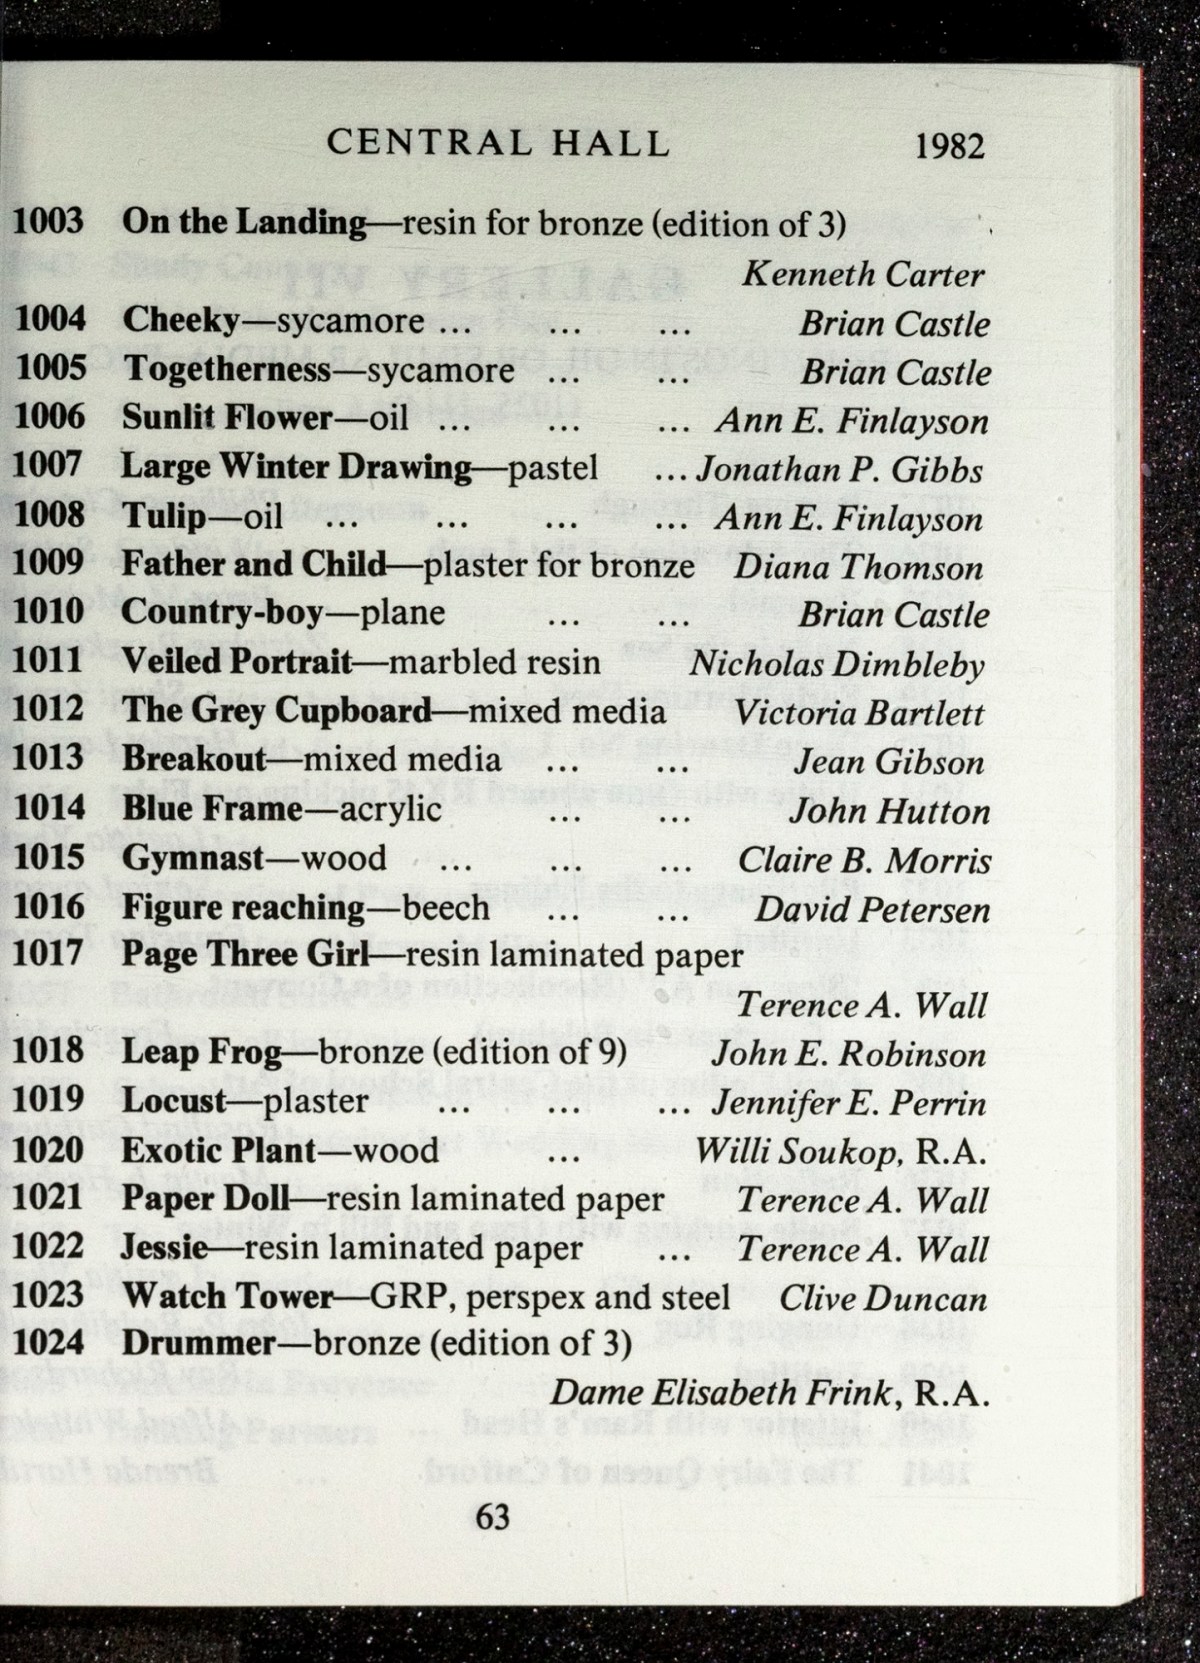 CENTRAL HALL 1982
1003 On the Landing—resin for bronze (edition of 3)
Kenneth Carter
1004 Cheeky—sycamore ... ... ... Brian Castle
1005 Togetherness—sycamore ... ... Brian Castle
1006 Sunlit Flower—oil ... ... ... Ann E. Finlayson
1007 Large Winter Drawing—pastel ... Jonathan P. Gibbs
1008 Tulip—oil ... ... ... ... Ann E. Finlayson
1009 Father and Child—plaster for bronze Diana Thomson
1010 Country-boy—plane ... ... Brian Castle
1011 Veiled Portrait—marbled resin Nicholas Dimbleby
1012 The Grey Cupboard—mixed media Victoria Bartlett
1013 Breakout—mixed media ... ... Jean Gibson
1014 Blue Frame—acrylic ... ... John Hutton
1015 Gymnast—wood ... ... ... Claire B. Morris
1016 Figure reaching—beech ... ... David Petersen
1017 Page Three Girl—resin laminated paper
Terence A. Wall
1018 Leap Frog—bronze (edition of 9) John E. Robinson
1019 Locust—plaster ... ... ... Jennifer E. Perrin
1020 Exotic Plant—wood ... Willi Soukop, R.A.
1021 Paper Doll—resin laminated paper Terence A. Wall
1022 Jessie—resin laminated paper ... Terence A. Wall
1023 Watch Tower—GRP, perspex and steel Clive Duncan
1024 Drummer—bronze (edition of 3)
Dame Elisabeth Frink, R.A.
63